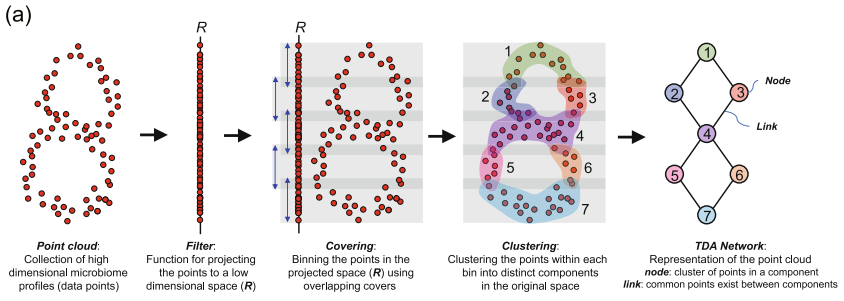 (a)
R
R
1
2
3
4
5
6
7
1
2
3
4
5
6
7
Node
Link
Point cloud:
Collection of high
dimensional microbiome
profiles (data points)
Filter:
Function for projecting
the points to a low
dimensional space (R)
Covering:
Binning the points in the
projected space (R) using
overlapping covers
Clustering:
Clustering the points within each
bin into distinct components
in the original space
TDA Network:
Representation of the point cloud
node: cluster of points in a component
link: common points exist between components